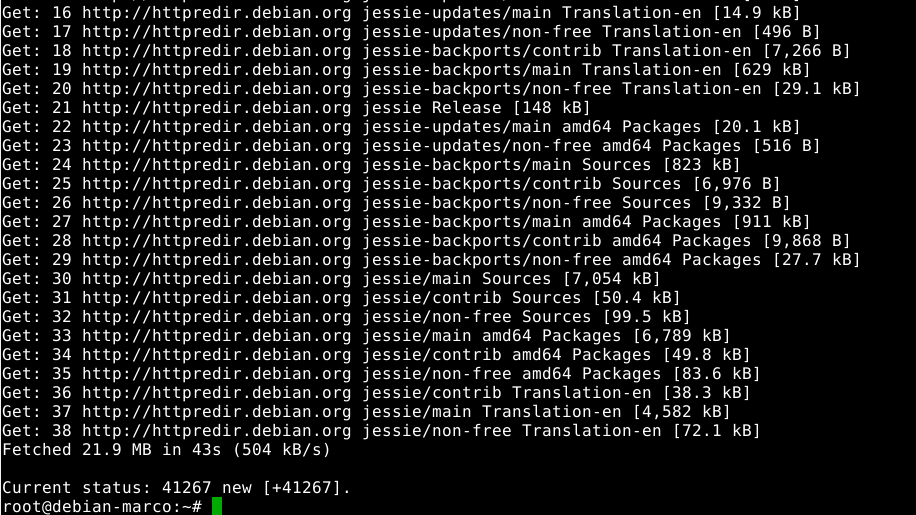 Get: 16 http://httpredir.debian.org jessie-updates/main Translation-en [14.9 kB]
Get: 17 http://httpredir.debian.org jessie-updates/non-free Translation-en [496 B]
Get: 18 http://httpredir.debian.org jessie-backports/contrib Translation-en [7,266 B]
Get: 19 http://httpredir.debian.org jessie-backports/main Translation-en [629 kB]
Get: 20 http://httpredir.debian.org jessie-backports/non-free Translation-en [29.1 kB]
Get: 21 http://httpredir.debian.org jessie Release [148 kB]
Get: 22 http://httpredir.debian.org jessie-updates/main amd64 Packages [20.1 kB]
Get: 23 http://httpredir.debian.org jessie-updates/non-free amd64 Packages [516 B]
Get: 24 http://httpredir.debian.org jessie-backports/main Sources [823 kB]
Get: 25 http://httpredir.debian.org jessie-backports/contrib Sources [6,976 B]
Get: 26 http://httpredir.debian.org jessie-backports/non-free Sources [9,332 B]
Get: 27 http://httpredir.debian.org jessie-backports/main amd64 Packages [911 kB]
Get: 28 http://httpredir.debian.org jessie-backports/contrib amd64 Packages [9,868 B]
Get: 29 http://httpredir.debian.org jessie-backports/non-free amd64 Packages [27.7 kB]
Get: 30 http://httpredir.debian.org jessie/main Sources [7,054 kB]
Get: 31 http://httpredir.debian.org jessie/contrib Sources [50.4 kB]
Get: 32 http://httpredir.debian.org jessie/non-free Sources [99.5 kB]
Get: 33 http://httpredir.debian.org jessie/main amd64 Packages [6,789 kB]
Get: 34 http://httpredir.debian.org jessie/contrib amd64 Packages [49.8 kB]
Get: 35 http://httpredir.debian.org jessie/non-free amd64 Packages [83.6 kB]
Get: 36 http://httpredir.debian.org jessie/contrib Translation-en [38.3 kB]
Get: 37 http://httpredir.debian.org jessie/main Translation-en [4,582 kB]
Get: 38 http://httpredir.debian.org jessie/non-free Translation-en [72.1 kB]
Fetched 21.9 MB in 43s (504 kB/s)
Current status: 41267 new [+41267].
root@debian-marco:~#